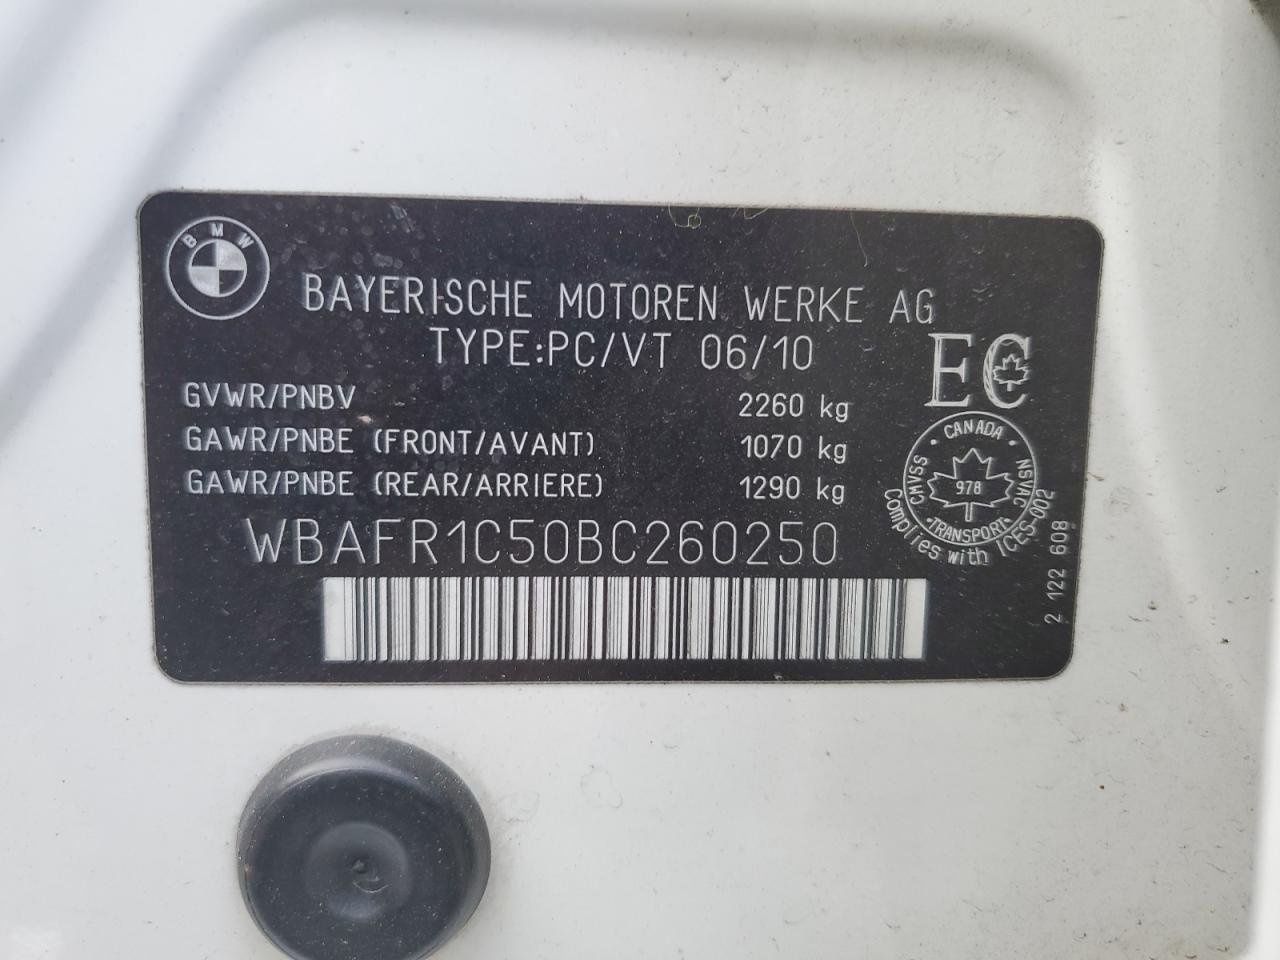 BMW
BAYERISCHE MOTOREN WERKE AG
TYPE:PC/VT 06/10
EC
GVWR/PNBV 2260 kg
GAWR/PNBE (FRONT/AVANT) 1070 kg
GAWR/PNBE (REAR/ARRIERE) 1290 kg
WBAFR1C50BC260250
· CANADA ·
CMVSS
NSVAC
978
·TRANSPORT·
Complies with ICES-002
2 122 608